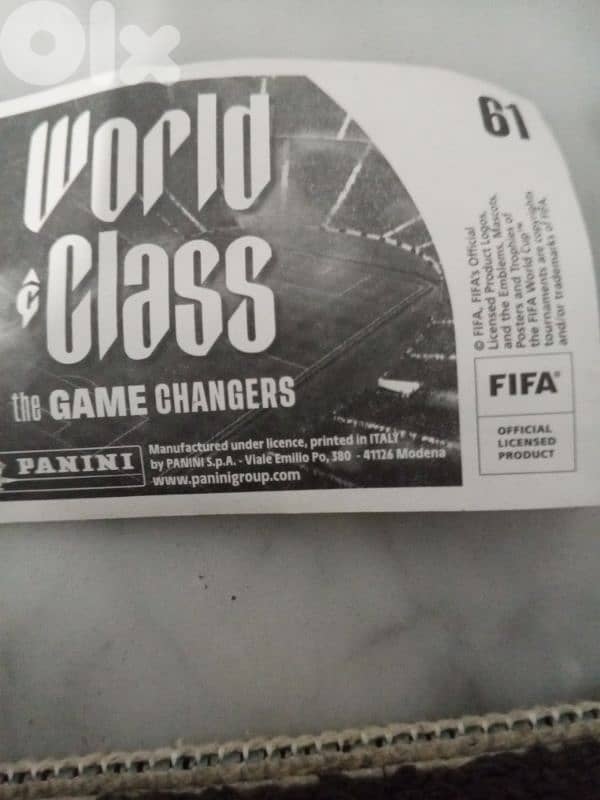 OLX
61
World
Class
the GAME CHANGERS
PANINI
Manufactured under licence, printed in ITALY
by PANINI S.p.A. - Viale Emilio Po, 380 - 41126 Modena
www.paninigroup.com
© FIFA, FIFA's Official
Licensed Product Logos,
and the Emblems, Mascots,
Posters and Trophies of
the FIFA World Cup™
tournaments are copyrights
and/or trademarks of FIFA.
FIFA®
OFFICIAL
LICENSED
PRODUCT